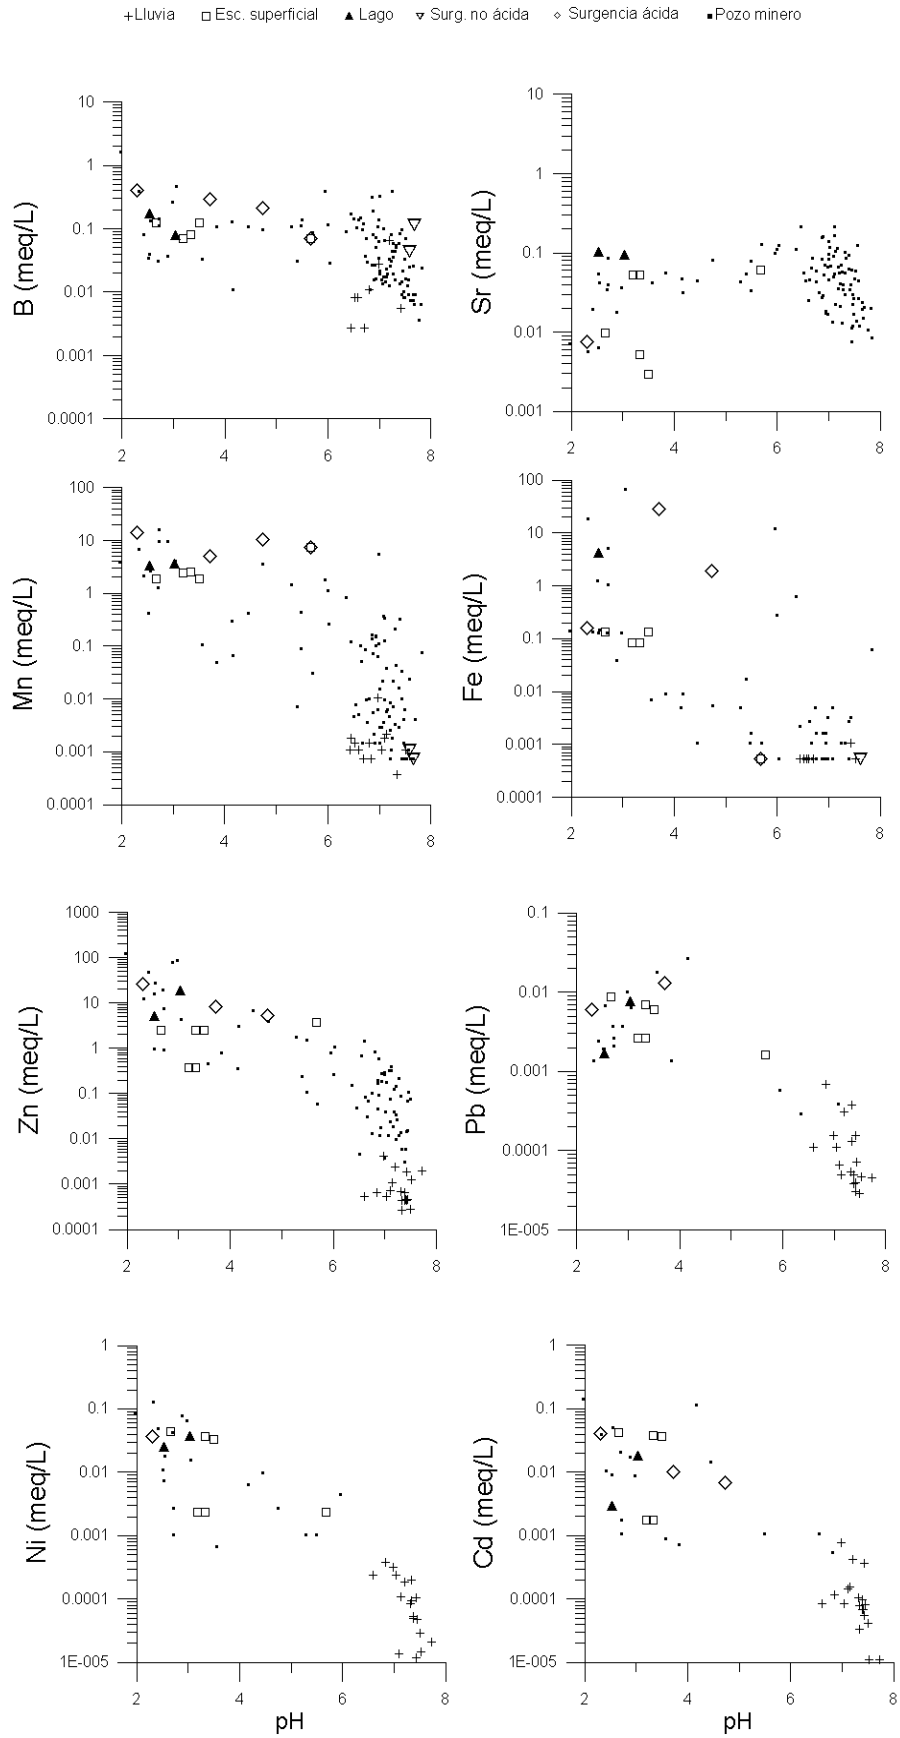 Lluvia Esc. superficial Lago Surg. no ácida Surgencia ácida Pozo minero
10
1
0.1
0.01
0.001
0.0001
B (meq/L)
2 4 6 8
10
1
0.1
0.01
0.001
Sr (meq/L)
2 4 6 8
100
10
1
0.1
0.01
0.001
0.0001
Mn (meq/L)
2 4 6 8
100
10
1
0.1
0.01
0.001
0.0001
Fe (meq/L)
2 4 6 8
1000
100
10
1
0.1
0.01
0.001
0.0001
Zn (meq/L)
2 4 6 8
0.1
0.01
0.001
0.0001
1E-005
Pb (meq/L)
2 4 6 8
1
0.1
0.01
0.001
0.0001
1E-005
Ni (meq/L)
2 4 6 8
pH
1
0.1
0.01
0.001
0.0001
1E-005
Cd (meq/L)
2 4 6 8
pH